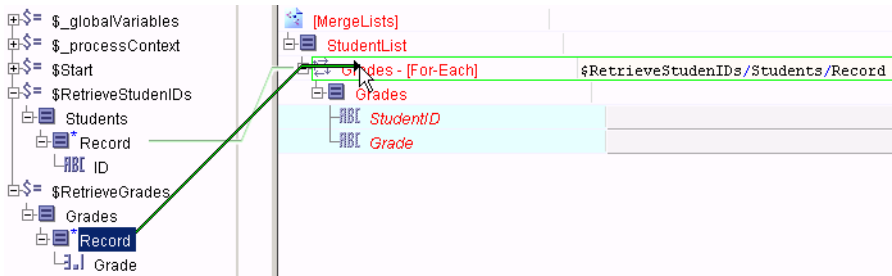 $_globalVariables
$_processContext
$Start
$RetrieveStudenIDs
Students
Record
ID
$RetrieveGrades
Grades
Record
Grade
[MergeLists]
StudentList
Grades - [For-Each] $RetrieveStudenIDs/Students/Record
Grades
StudentID
Grade